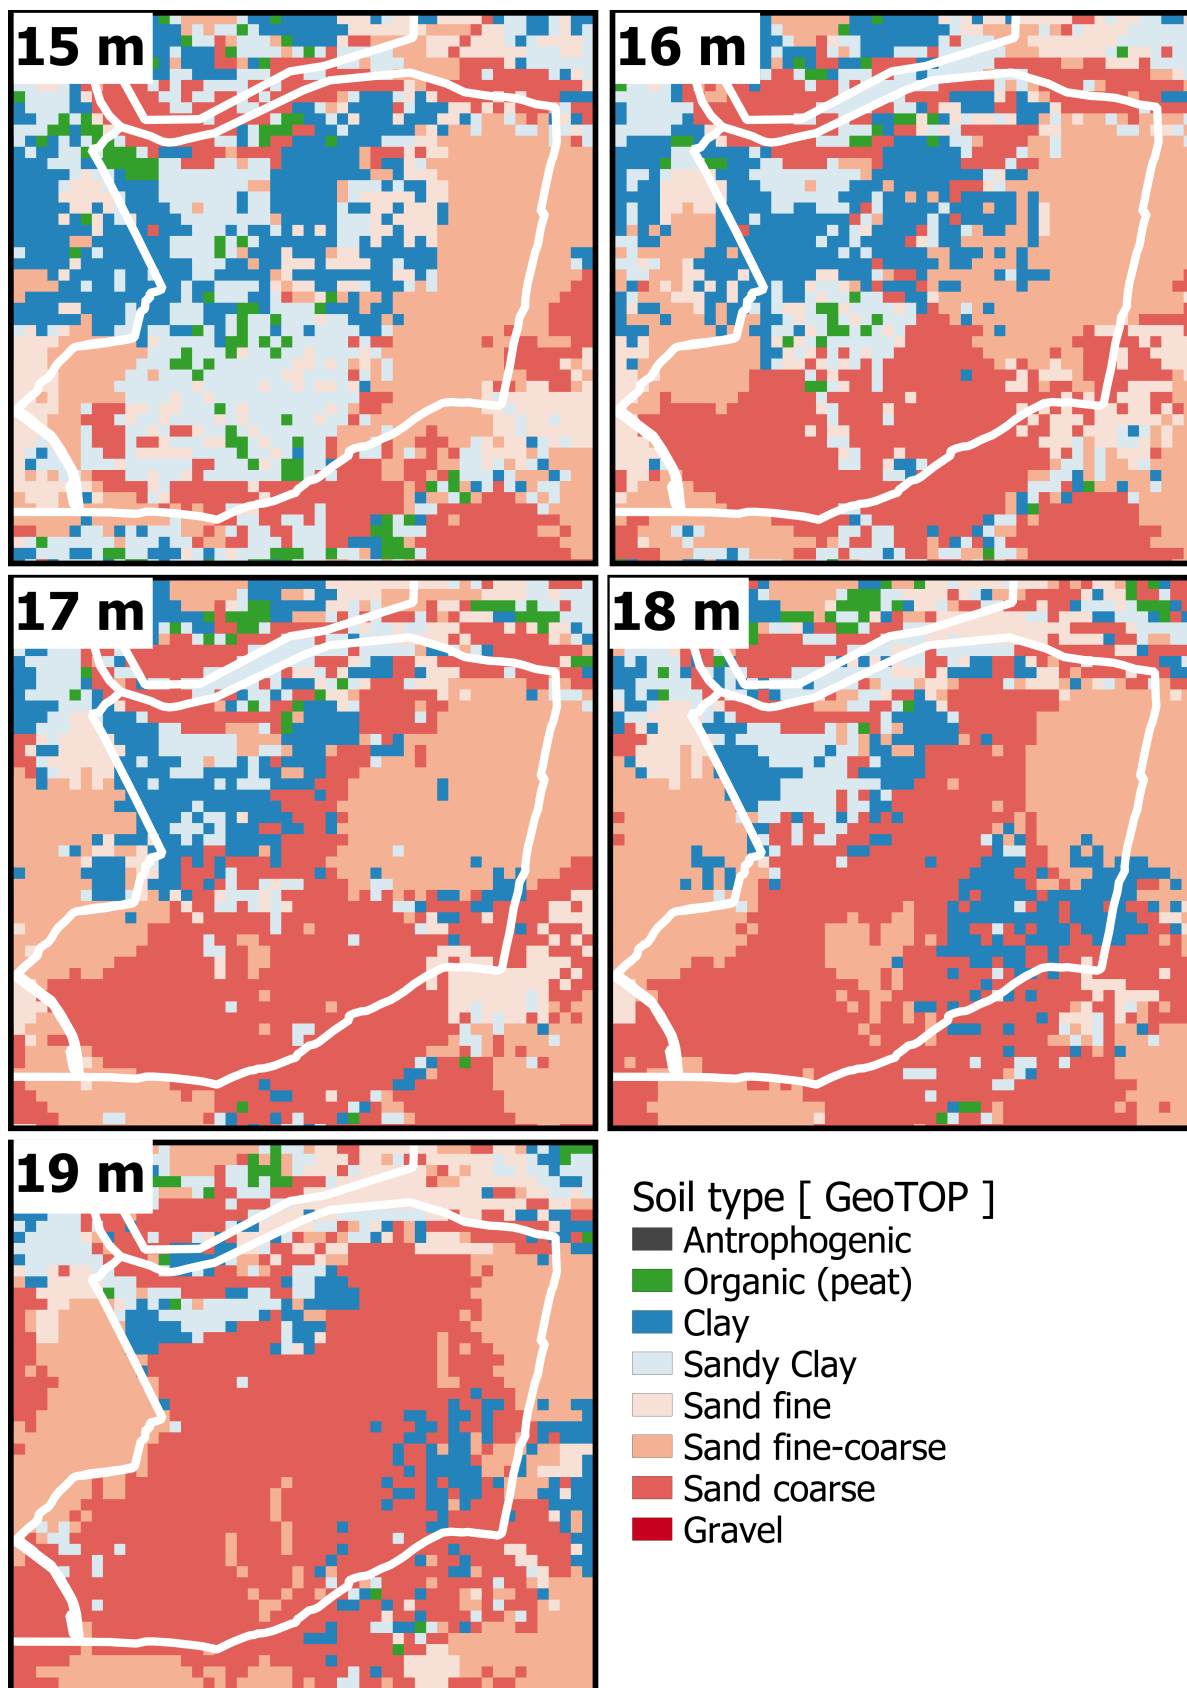 15 m
16 m
17 m
18 m
19 m
Soil type [ GeoTOP ]
Antrophogenic
Organic (peat)
Clay
Sandy Clay
Sand fine
Sand fine-coarse
Sand coarse
Gravel